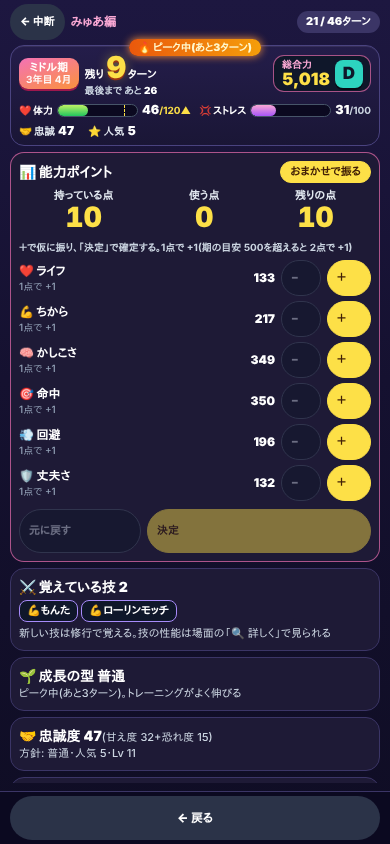 ← 中断
みゅあ編
21 / 46ターン
🔥 ピーク中(あと3ターン)
ミドル期
3年目 4月
残り9ターン
最後まで あと 26
総合力
5,018 D
❤️ 体力 46/120▲
💢 ストレス 31/100
🤝 忠誠 47 ⭐ 人気 5
📊 能力ポイント
おまかせで振る
持っている点 使う点 残りの点
10 0 10
＋で仮に振り、「決定」で確定する。1点で +1(期の目安 500を超えると 2点で +1)
❤️ ライフ 133 − ＋
1点で +1
💪 ちから 217 − ＋
1点で +1
🧠 かしこさ 349 − ＋
1点で +1
🎯 命中 350 − ＋
1点で +1
💨 回避 196 − ＋
1点で +1
🛡️ 丈夫さ 132 − ＋
1点で +1
元に戻す 決定
⚔️ 覚えている技 2
💪もんた 💪ローリンモッチ
新しい技は修行で覚える。技の性能は場面の「🔍 詳しく」で見られる
🌱 成長の型 普通
ピーク中(あと3ターン)。トレーニングがよく伸びる
🤝 忠誠度 47(甘え度 32+恐れ度 15)
方針: 普通・人気 5・Lv 11
← 戻る